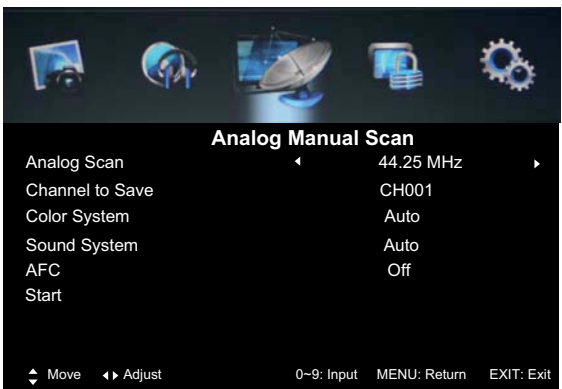 Analog Manual Scan
Analog Scan 44.25 MHz
Channel to Save CH001
Color System Auto
Sound System Auto
AFC Off
Start
Move Adjust 0~9: Input MENU: Return EXIT: Exit